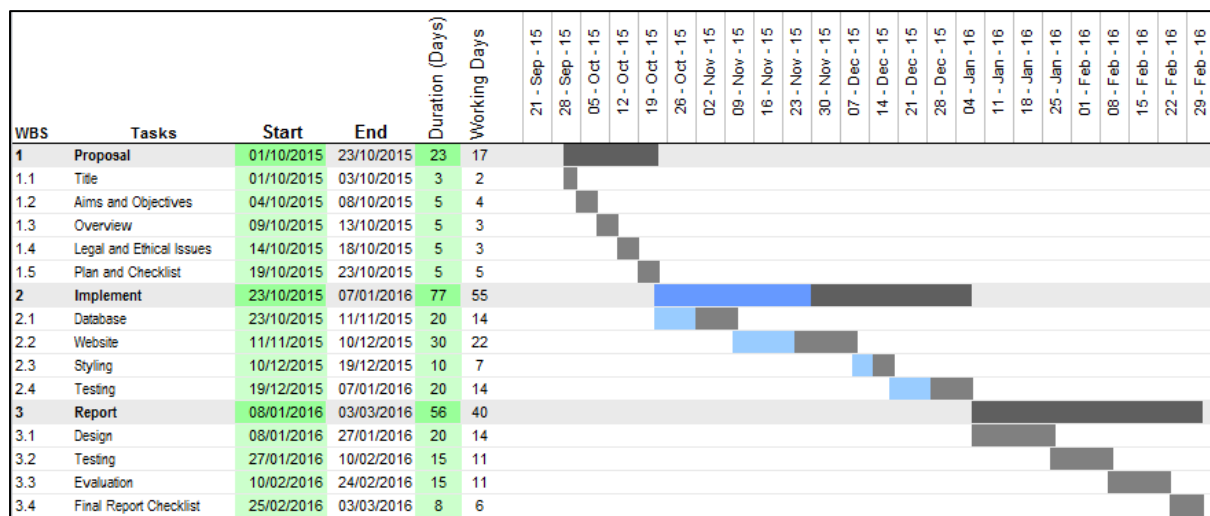 WBS Tasks Start End Duration (Days) Working Days 21 - Sep - 15 28 - Sep - 15 05 - Oct - 15 12 - Oct - 15 19 - Oct - 15 26 - Oct - 15 02 - Nov - 15 09 - Nov - 15 16 - Nov - 15 23 - Nov - 15 30 - Nov - 15 07 - Dec - 15 14 - Dec - 15 21 - Dec - 15 28 - Dec - 15 04 - Jan - 16 11 - Jan - 16 18 - Jan - 16 25 - Jan - 16 01 - Feb - 16 08 - Feb - 16 15 - Feb - 16 22 - Feb - 16 29 - Feb - 16
1 Proposal 01/10/2015 23/10/2015 23 17
1.1 Title 01/10/2015 03/10/2015 3 2
1.2 Aims and Objectives 04/10/2015 08/10/2015 5 4
1.3 Overview 09/10/2015 13/10/2015 5 3
1.4 Legal and Ethical Issues 14/10/2015 18/10/2015 5 3
1.5 Plan and Checklist 19/10/2015 23/10/2015 5 5
2 Implement 23/10/2015 07/01/2016 77 55
2.1 Database 23/10/2015 11/11/2015 20 14
2.2 Website 11/11/2015 10/12/2015 30 22
2.3 Styling 10/12/2015 19/12/2015 10 7
2.4 Testing 19/12/2015 07/01/2016 20 14
3 Report 08/01/2016 03/03/2016 56 40
3.1 Design 08/01/2016 27/01/2016 20 14
3.2 Testing 27/01/2016 10/02/2016 15 11
3.3 Evaluation 10/02/2016 24/02/2016 15 11
3.4 Final Report Checklist 25/02/2016 03/03/2016 8 6